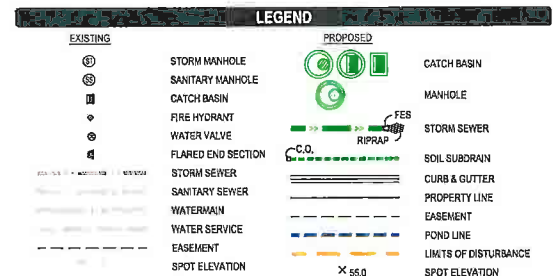 LEGEND
EXISTING
ST STORM MANHOLE
SS SANITARY MANHOLE
CATCH BASIN
FIRE HYDRANT
WATER VALVE
FLARED END SECTION
STORM SEWER
SANITARY SEWER
WATERMAIN
WATER SERVICE
EASEMENT
SPOT ELEVATION
PROPOSED
CATCH BASIN
MANHOLE
FES
STORM SEWER
RIPRAP
C.O.
SOIL SUBDRAIN
CURB & GUTTER
PROPERTY LINE
EASEMENT
POND LINE
LIMITS OF DISTURBANCE
× 55.0 SPOT ELEVATION